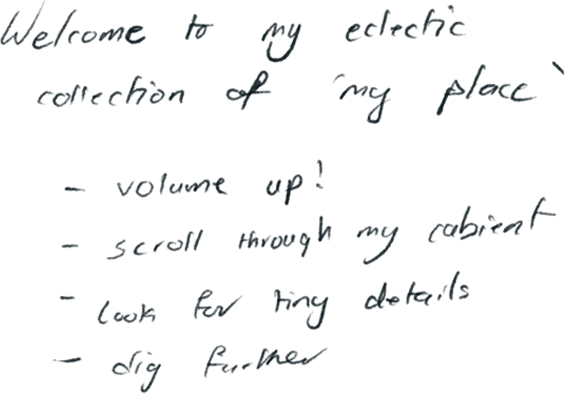 Welcome to my eclectic
collection of 'my place'
- volume up!
- scroll through my cabient
- look for tiny details
- dig further